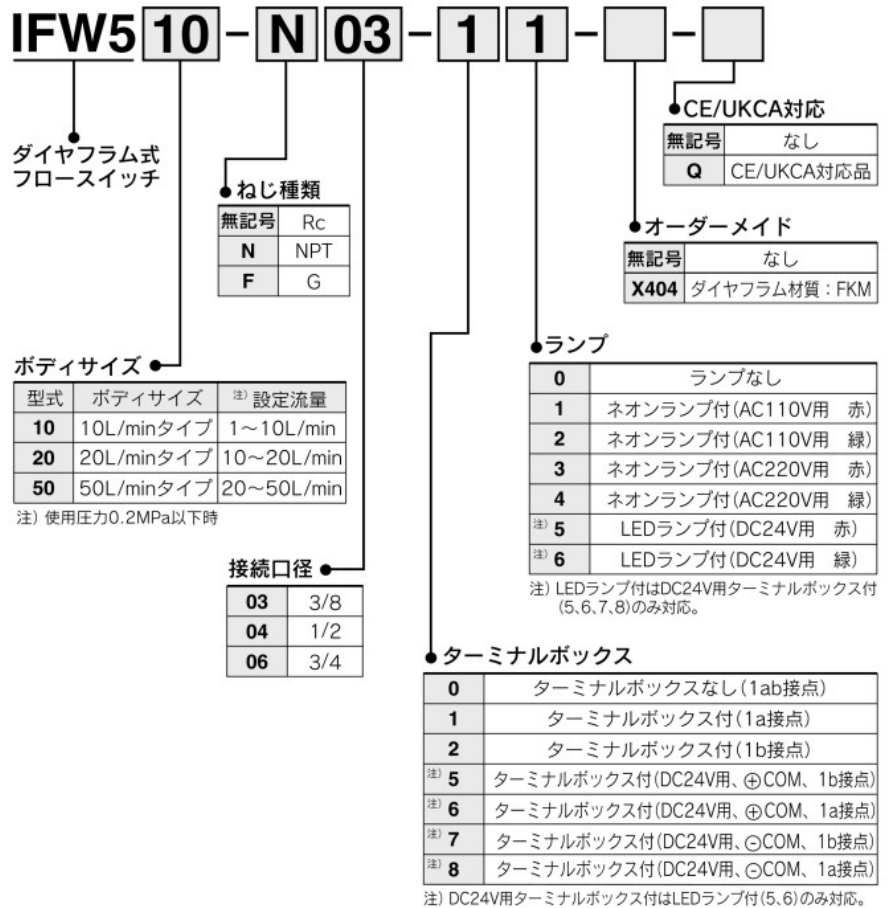 IFW5 10 - N 03 - 1 1 - □ - □
ダイヤフラム式
フロースイッチ
CE/UKCA対応
無記号 なし
Q CE/UKCA対応品
ねじ種類
無記号 Rc
N NPT
F G
オーダーメイド
無記号 なし
X404 ダイヤフラム材質：FKM
ボディサイズ
型式 ボディサイズ 注）設定流量
10 10L/minタイプ 1～10L/min
20 20L/minタイプ 10～20L/min
50 50L/minタイプ 20～50L/min
注）使用圧力0.2MPa以下時
ランプ
0 ランプなし
1 ネオンランプ付（AC110V用　赤）
2 ネオンランプ付（AC110V用　緑）
3 ネオンランプ付（AC220V用　赤）
4 ネオンランプ付（AC220V用　緑）
注）5 LEDランプ付（DC24V用　赤）
注）6 LEDランプ付（DC24V用　緑）
注）LEDランプ付はDC24V用ターミナルボックス付
（5、6、7、8）のみ対応。
接続口径
03 3/8
04 1/2
06 3/4
ターミナルボックス
0 ターミナルボックスなし（1ab接点）
1 ターミナルボックス付（1a接点）
2 ターミナルボックス付（1b接点）
注）5 ターミナルボックス付（DC24V用、⊕COM、1b接点）
注）6 ターミナルボックス付（DC24V用、⊕COM、1a接点）
注）7 ターミナルボックス付（DC24V用、⊖COM、1b接点）
注）8 ターミナルボックス付（DC24V用、⊖COM、1a接点）
注）DC24V用ターミナルボックス付はLEDランプ付（5、6）のみ対応。